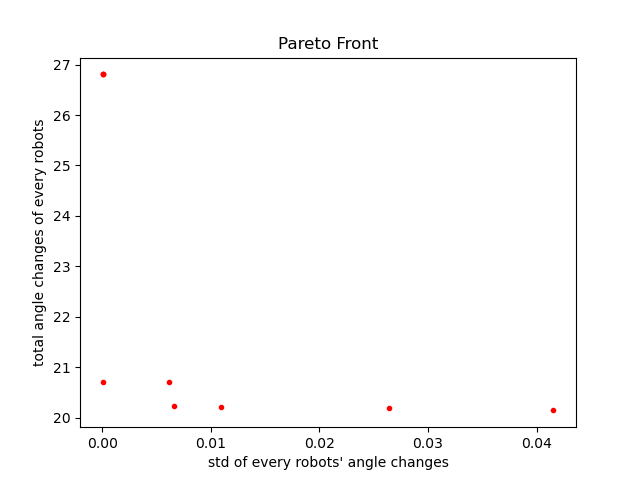 Pareto Front
total angle changes of every robots
27
26
25
24
23
22
21
20
0.00 0.01 0.02 0.03 0.04
std of every robots' angle changes